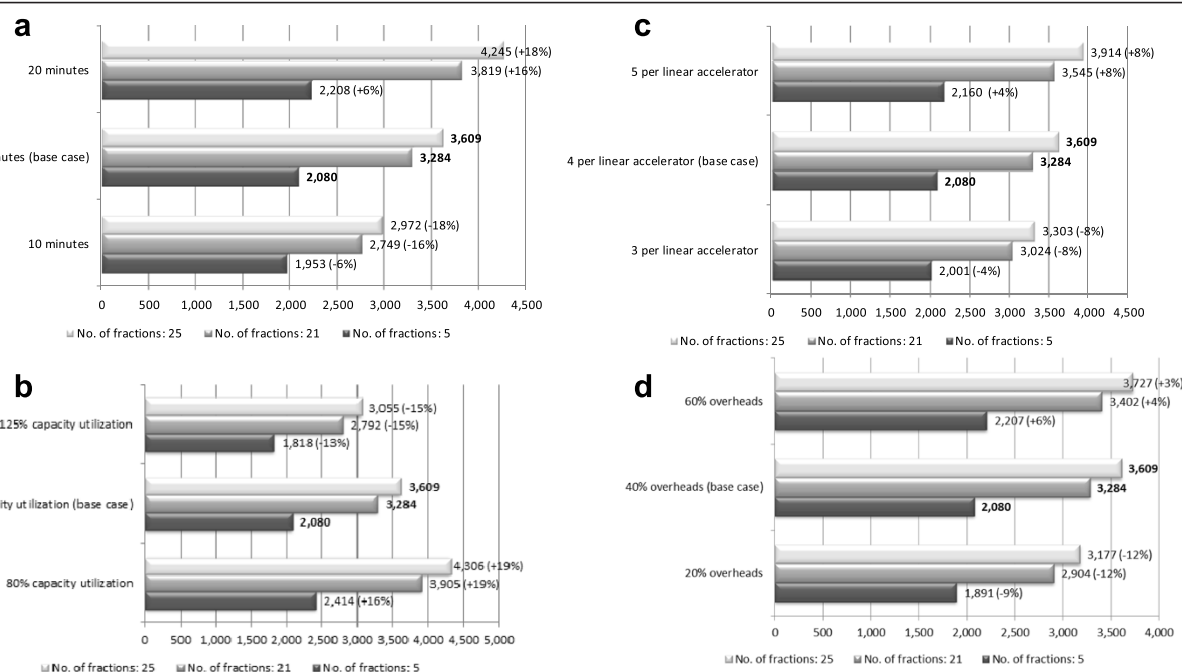 a
20 minutes
4,245 (+18%)
3,819 (+16%)
2,208 (+6%)
(base case)
3,609
3,284
2,080
10 minutes
2,972 (-18%)
2,749 (-16%)
1,953 (-6%)
0 500 1,000 1,500 2,000 2,500 3,000 3,500 4,000 4,500
No. of fractions: 25 No. of fractions: 21 No. of fractions: 5
b
125% capacity utilization
3,055 (-15%)
2,792 (-15%)
1,818 (-13%)
utilization (base case)
3,609
3,284
2,080
80% capacity utilization
4,306 (+19%)
3,905 (+19%)
2,414 (+16%)
0 500 1,000 1,500 2,000 2,500 3,000 3,500 4,000 4,500 5,000
No. of fractions: 25 No. of fractions: 21 No. of fractions: 5
c
5 per linear accelerator
3,914 (+8%)
3,545 (+8%)
2,160 (+4%)
4 per linear accelerator (base case)
3,609
3,284
2,080
3 per linear accelerator
3,303 (-8%)
3,024 (-8%)
2,001 (-4%)
0 500 1,000 1,500 2,000 2,500 3,000 3,500 4,000 4,500
No. of fractions: 25 No. of fractions: 21 No. of fractions: 5
d
60% overheads
3,727 (+3%)
3,402 (+4%)
2,207 (+6%)
40% overheads (base case)
3,609
3,284
2,080
20% overheads
3,177 (-12%)
2,904 (-12%)
1,891 (-9%)
0 500 1,000 1,500 2,000 2,500 3,000 3,500 4,000
No. of fractions: 25 No. of fractions: 21 No. of fractions: 5